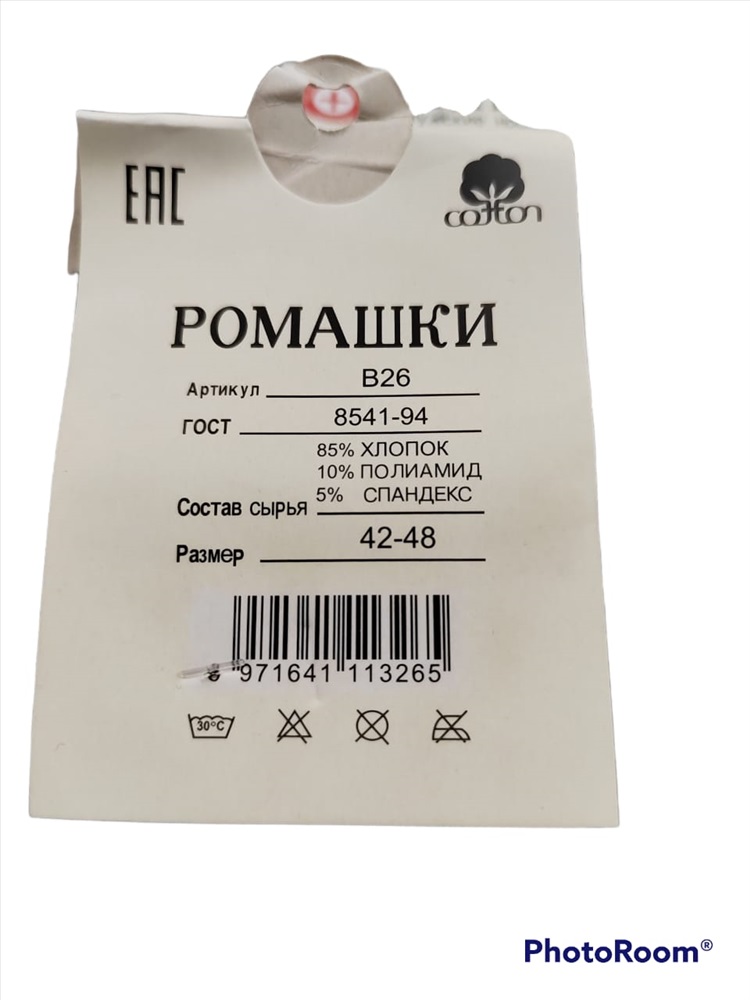 ЕАС
cotton
РОМАШКИ
Артикул B26
ГОСТ 8541-94
85% ХЛОПОК
10% ПОЛИАМИД
Состав сырья 5% СПАНДЕКС
Размер 42-48
971641 113265
30°C
PhotoRoom®